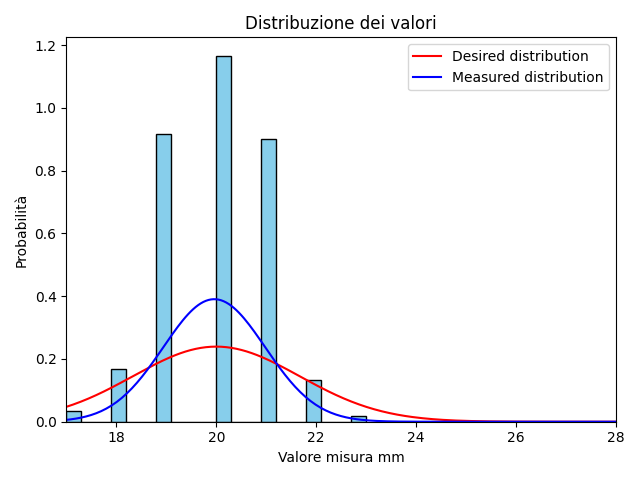 Distribuzione dei valori
Desired distribution
Measured distribution
Probabilità
1.2
1.0
0.8
0.6
0.4
0.2
0.0
18 20 22 24 26 28
Valore misura mm